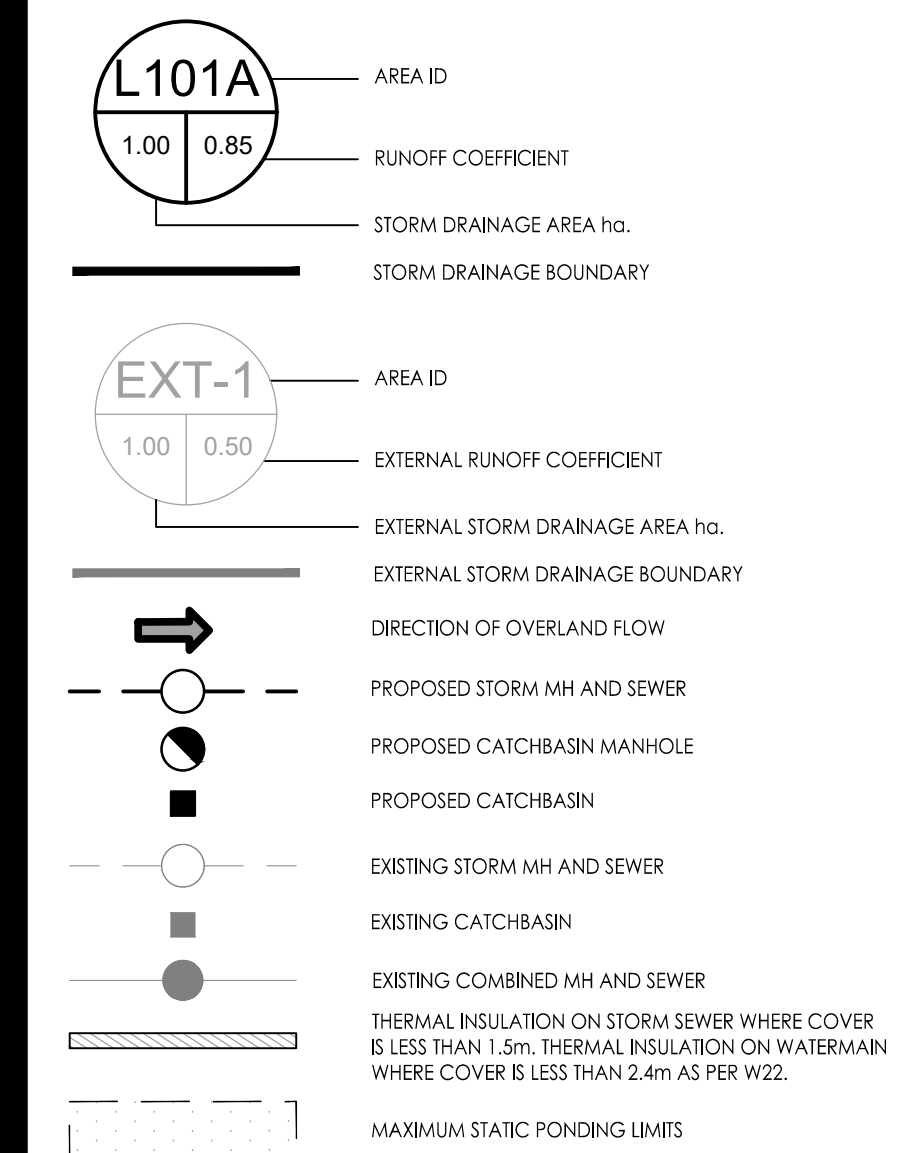 L101A
AREA ID
1.00 0.85
RUNOFF COEFFICIENT
STORM DRAINAGE AREA ha.
STORM DRAINAGE BOUNDARY
EXT-1
AREA ID
1.00 0.50
EXTERNAL RUNOFF COEFFICIENT
EXTERNAL STORM DRAINAGE AREA ha.
EXTERNAL STORM DRAINAGE BOUNDARY
DIRECTION OF OVERLAND FLOW
PROPOSED STORM MH AND SEWER
PROPOSED CATCHBASIN MANHOLE
PROPOSED CATCHBASIN
EXISTING STORM MH AND SEWER
EXISTING CATCHBASIN
EXISTING COMBINED MH AND SEWER
THERMAL INSULATION ON STORM SEWER WHERE COVER
IS LESS THAN 1.5m. THERMAL INSULATION ON WATERMAIN
WHERE COVER IS LESS THAN 2.4m AS PER W22.
MAXIMUM STATIC PONDING LIMITS